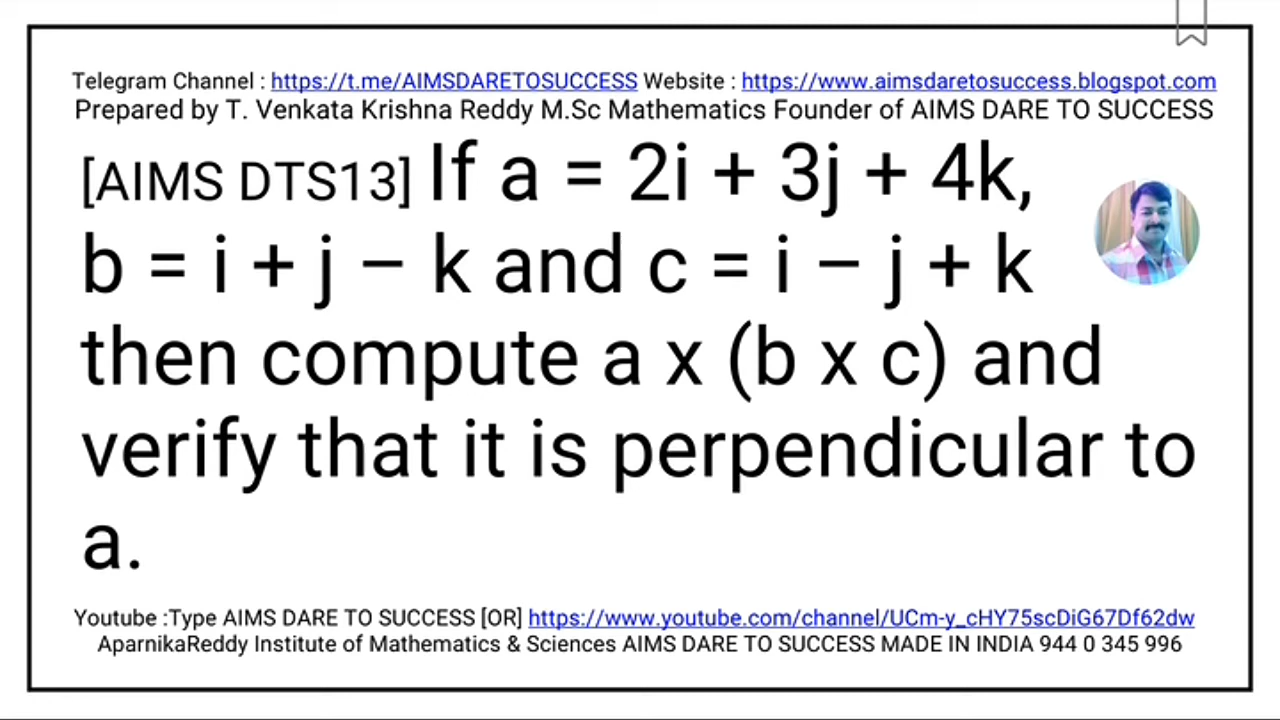 Telegram Channel : https://t.me/AIMSDARETOSUCCESS Website : https://www.aimsdaretosuccess.blogspot.com
Prepared by T. Venkata Krishna Reddy M.Sc Mathematics Founder of AIMS DARE TO SUCCESS
[AIMS DTS13] If a = 2i + 3j + 4k,
b = i + j − k and c = i − j + k
then compute a x (b x c) and
verify that it is perpendicular to
a.
Youtube :Type AIMS DARE TO SUCCESS [OR] https://www.youtube.com/channel/UCm-y_cHY75scDiG67Df62dw
AparnikaReddy Institute of Mathematics & Sciences AIMS DARE TO SUCCESS MADE IN INDIA 944 0 345 996